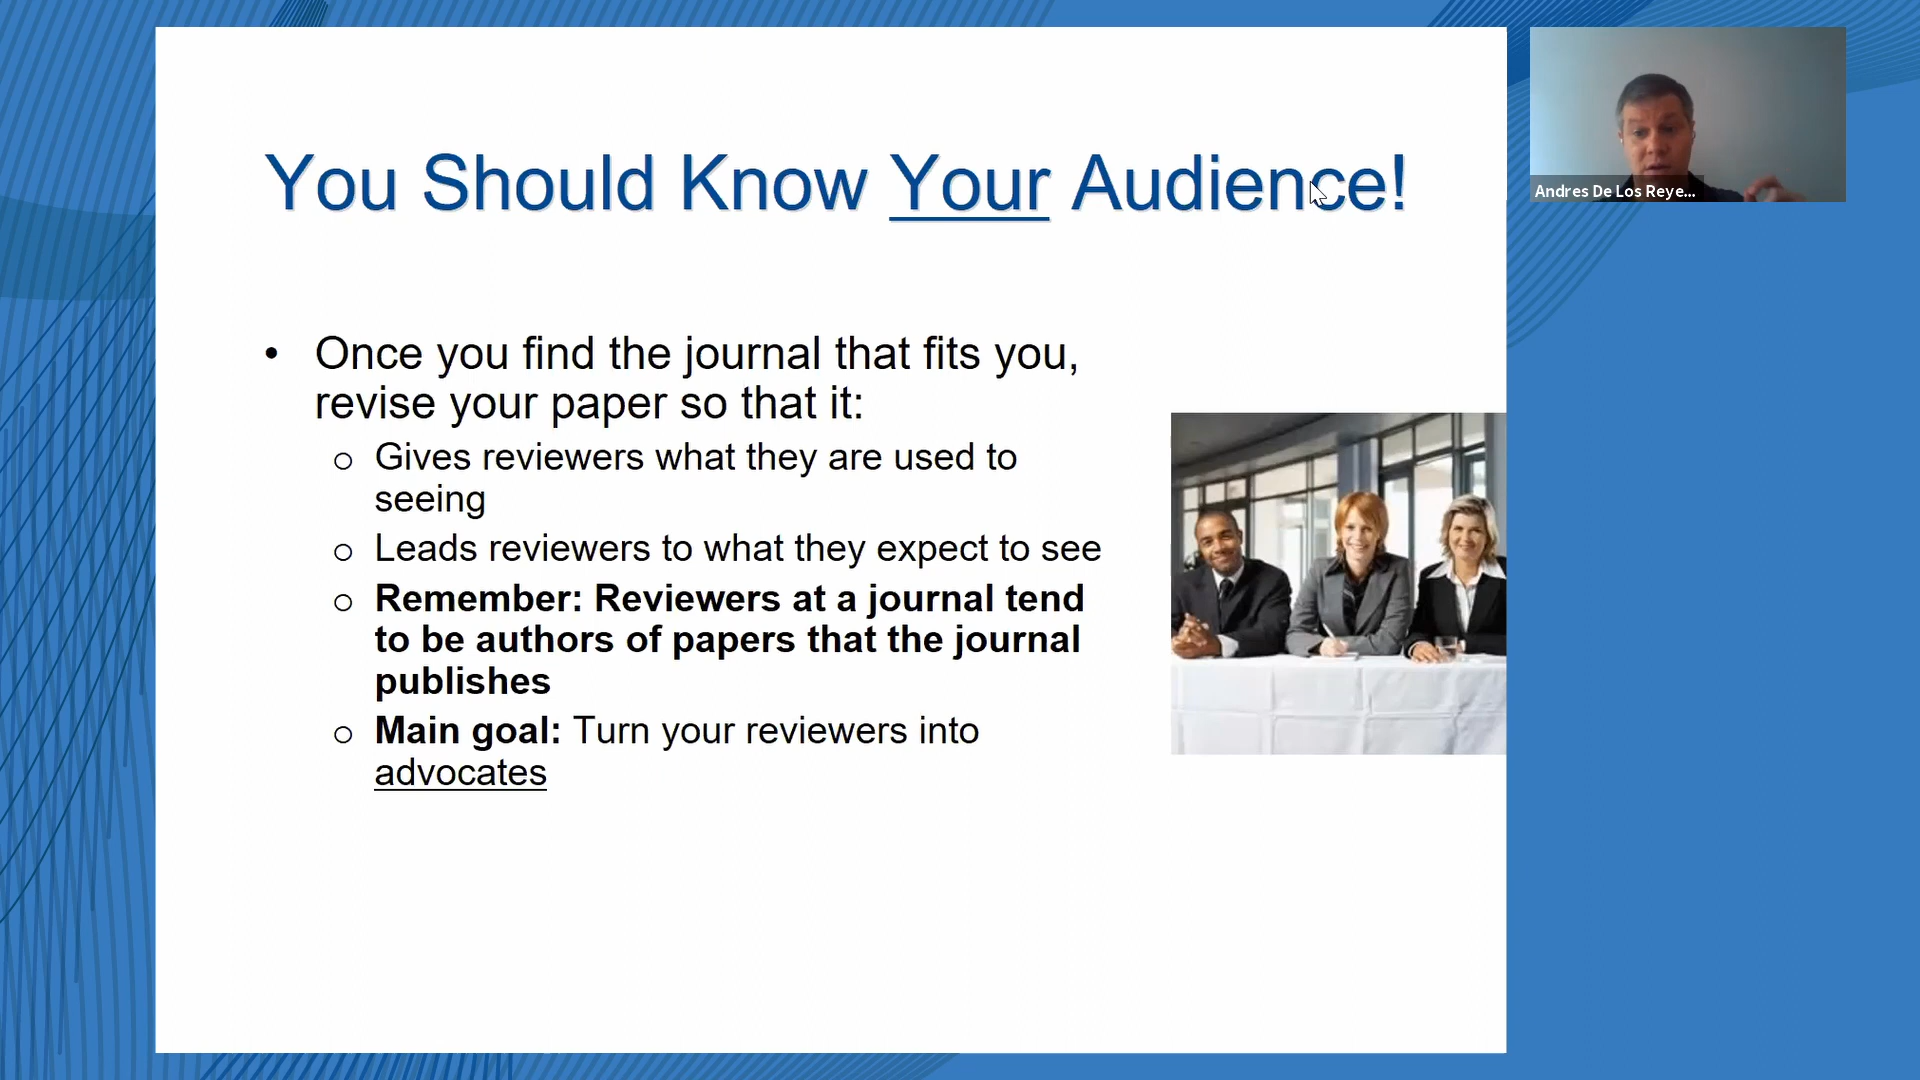 You Should Know Your Audience!
• Once you find the journal that fits you,
revise your paper so that it:
o Gives reviewers what they are used to
seeing
o Leads reviewers to what they expect to see
o Remember: Reviewers at a journal tend
to be authors of papers that the journal
publishes
o Main goal: Turn your reviewers into
advocates
Andres De Los Reye...